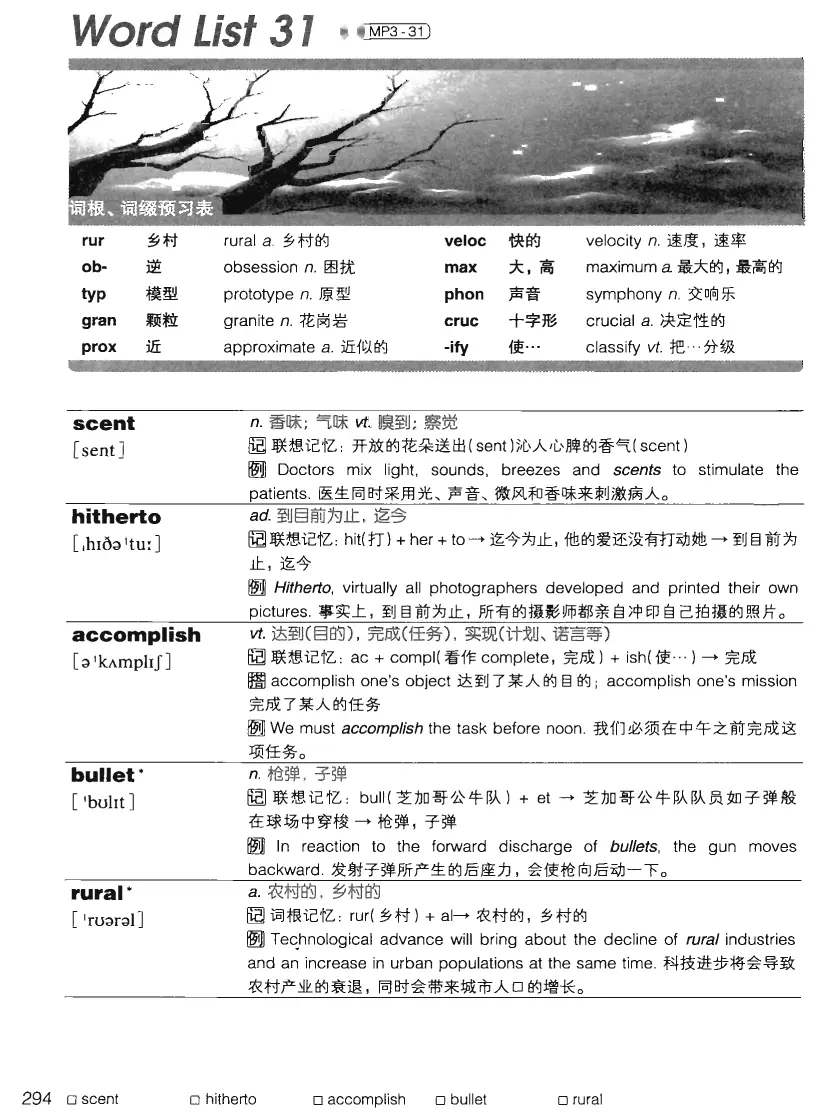 Word List 31 MP3-31
词根、词缀预习表
rur 乡村 rural a. 乡村的 veloc 快的 velocity n. 速度，速率
ob- 逆 obsession n. 困扰 max 大，高 maximum a. 最大的，最高的
typ 模型 prototype n. 原型 phon 声音 symphony n. 交响乐
gran 颗粒 granite n. 花岗岩 cruc 十字形 crucial a. 决定性的
prox 近 approximate a. 近似的 -ify 使… classify vt. 把…分级
scent n. 香味；气味 vt. 嗅到；察觉
[sent] 记 联想记忆：开放的花朵送出(sent)沁人心脾的香气(scent)
例 Doctors mix light, sounds, breezes and scents to stimulate the
patients. 医生同时采用光、声音、微风和香味来刺激病人。
hitherto ad. 到目前为止，迄今
[ˌhɪðəˈtuː] 记 联想记忆：hit(打) + her + to → 迄今为止，他的爱还没有打动她 → 到目前为
止，迄今
例 Hitherto, virtually all photographers developed and printed their own
pictures. 事实上，到目前为止，所有的摄影师都亲自冲印自己拍摄的照片。
accomplish vt. 达到(目的)，完成(任务)，实现(计划、诺言等)
[əˈkʌmplɪʃ] 记 联想记忆：ac + compl(看作 complete，完成) + ish(使…) → 完成
搭 accomplish one's object 达到了某人的目的；accomplish one's mission
完成了某人的任务
例 We must accomplish the task before noon. 我们必须在中午之前完成这
项任务。
bullet* n. 枪弹，子弹
[ˈbʊlɪt] 记 联想记忆：bull(芝加哥公牛队) + et → 芝加哥公牛队队员如子弹般
在球场中穿梭 → 枪弹，子弹
例 In reaction to the forward discharge of bullets, the gun moves
backward. 发射子弹所产生的后座力，会使枪向后动一下。
rural* a. 农村的，乡村的
[ˈrʊərəl] 记 词根记忆：rur(乡村) + al→ 农村的，乡村的
例 Technological advance will bring about the decline of rural industries
and an increase in urban populations at the same time. 科技进步将会导致
农村产业的衰退，同时会带来城市人口的增长。
294 □ scent □ hitherto □ accomplish □ bullet □ rural